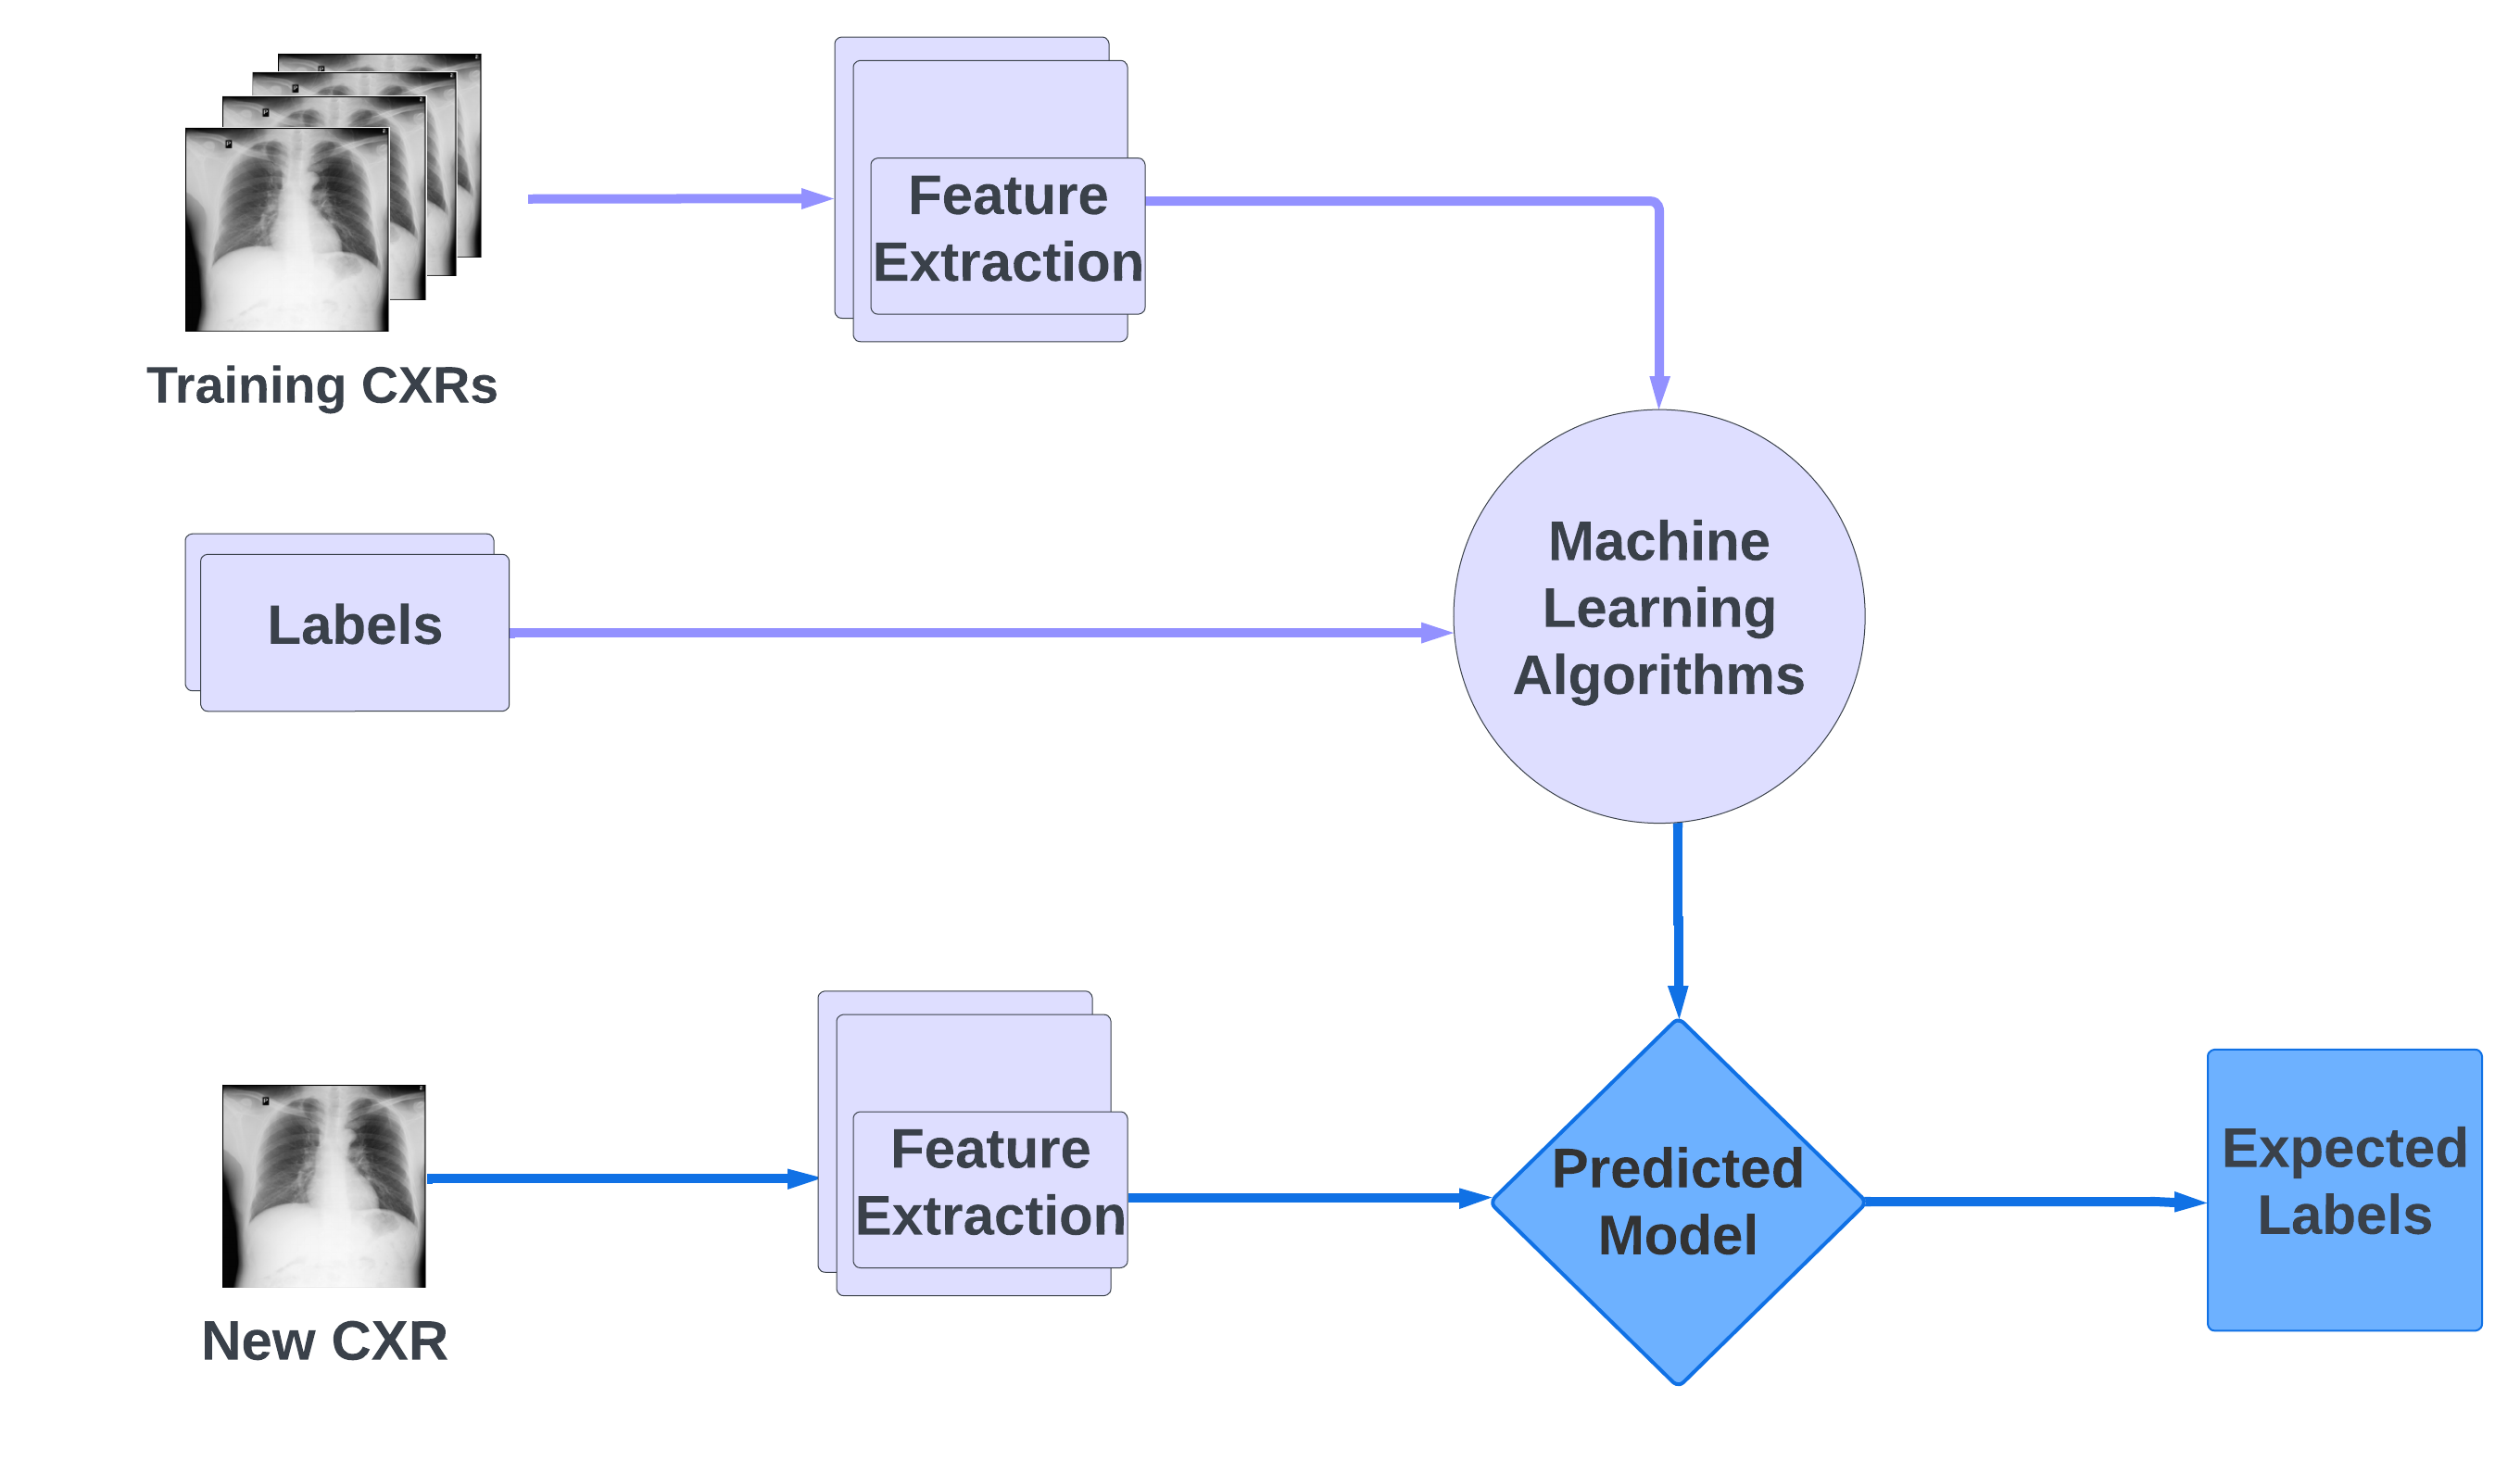 Feature
Extraction
Training CXRs
Machine
Learning
Algorithms
Labels
Feature
Extraction
Predicted
Model
Expected
Labels
New CXR